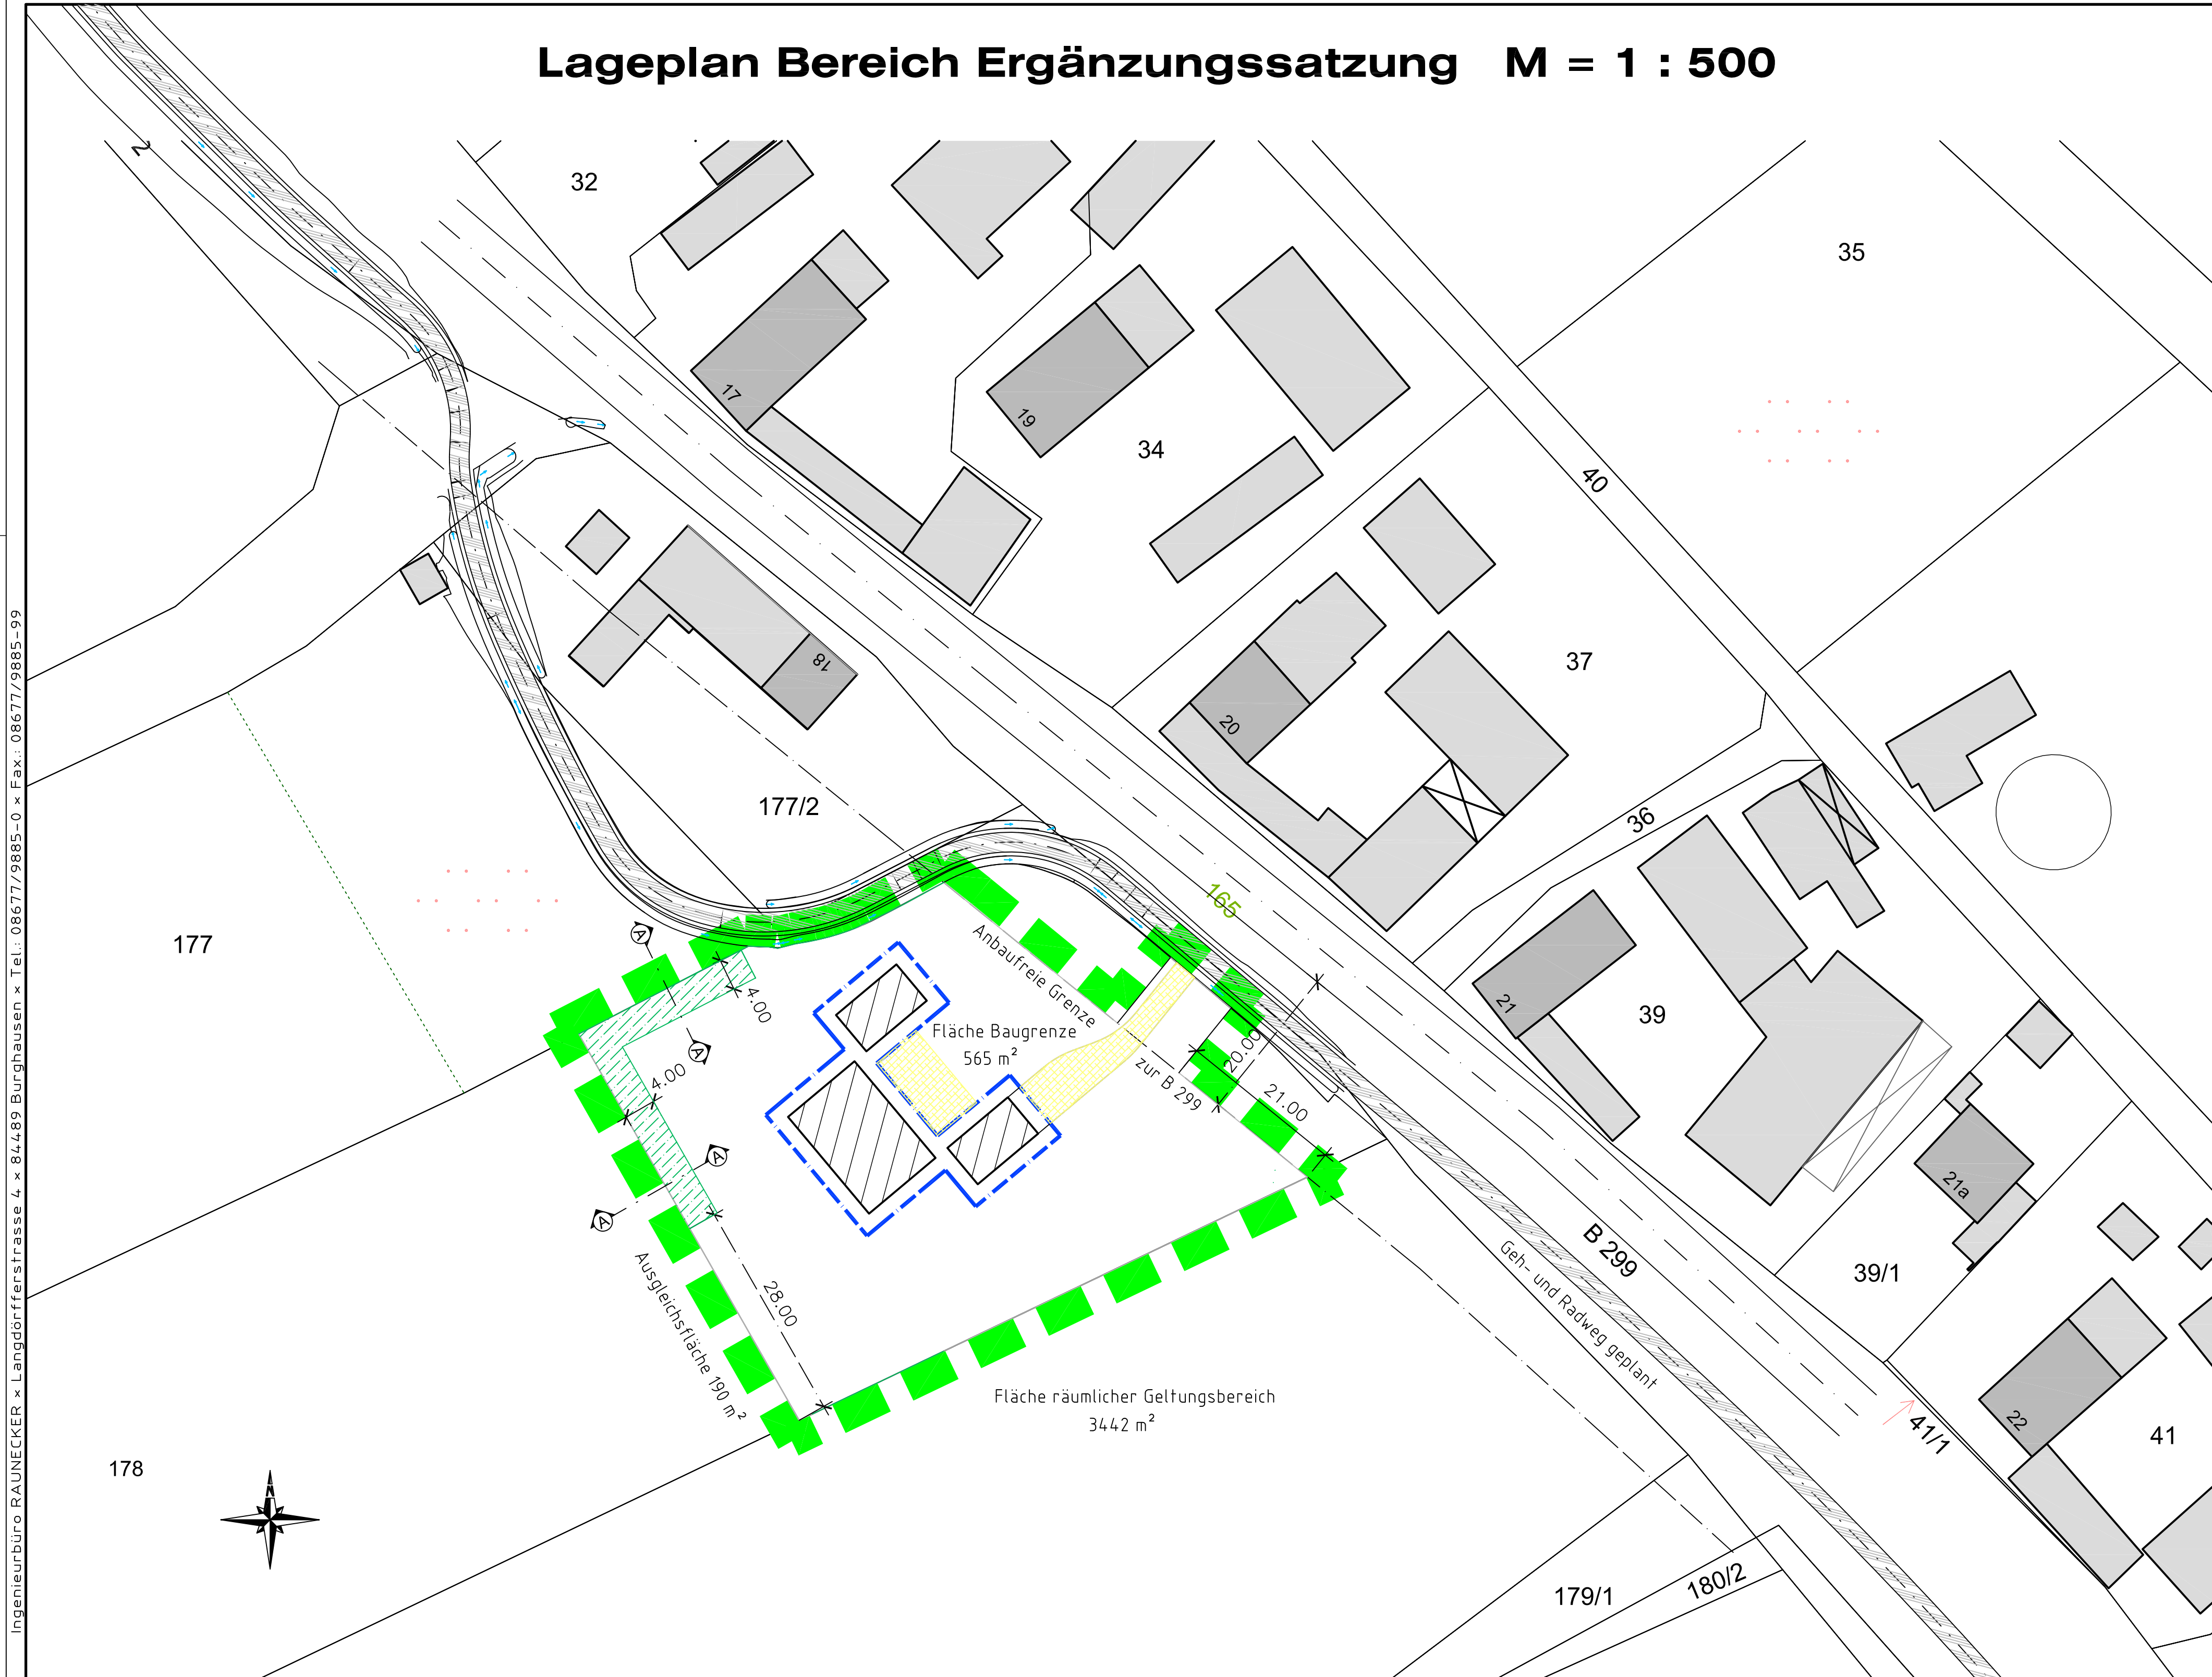 Lageplan Bereich Ergänzungssatzung M = 1 : 500
2
32
35
17
19
34
40
37
18
20
177/2
36
165
177
21
39
Anbaufreie Grenze
zur B 299
A
A
A
A
4.00
4.00
Fläche Baugrenze
565 m²
20.00
21.00
28.00
21a
B 299
39/1
Geh- und Radweg geplant
Ausgleichsfläche 190 m²
Fläche räumlicher Geltungsbereich
3442 m²
41/1
22
41
178
N
179/1
180/2
Ingenieurbüro RAUNECKER x Langdörfferstrasse 4 x 84489 Burghausen x Tel.: 08677/9885-0 x Fax.: 08677/9885-99